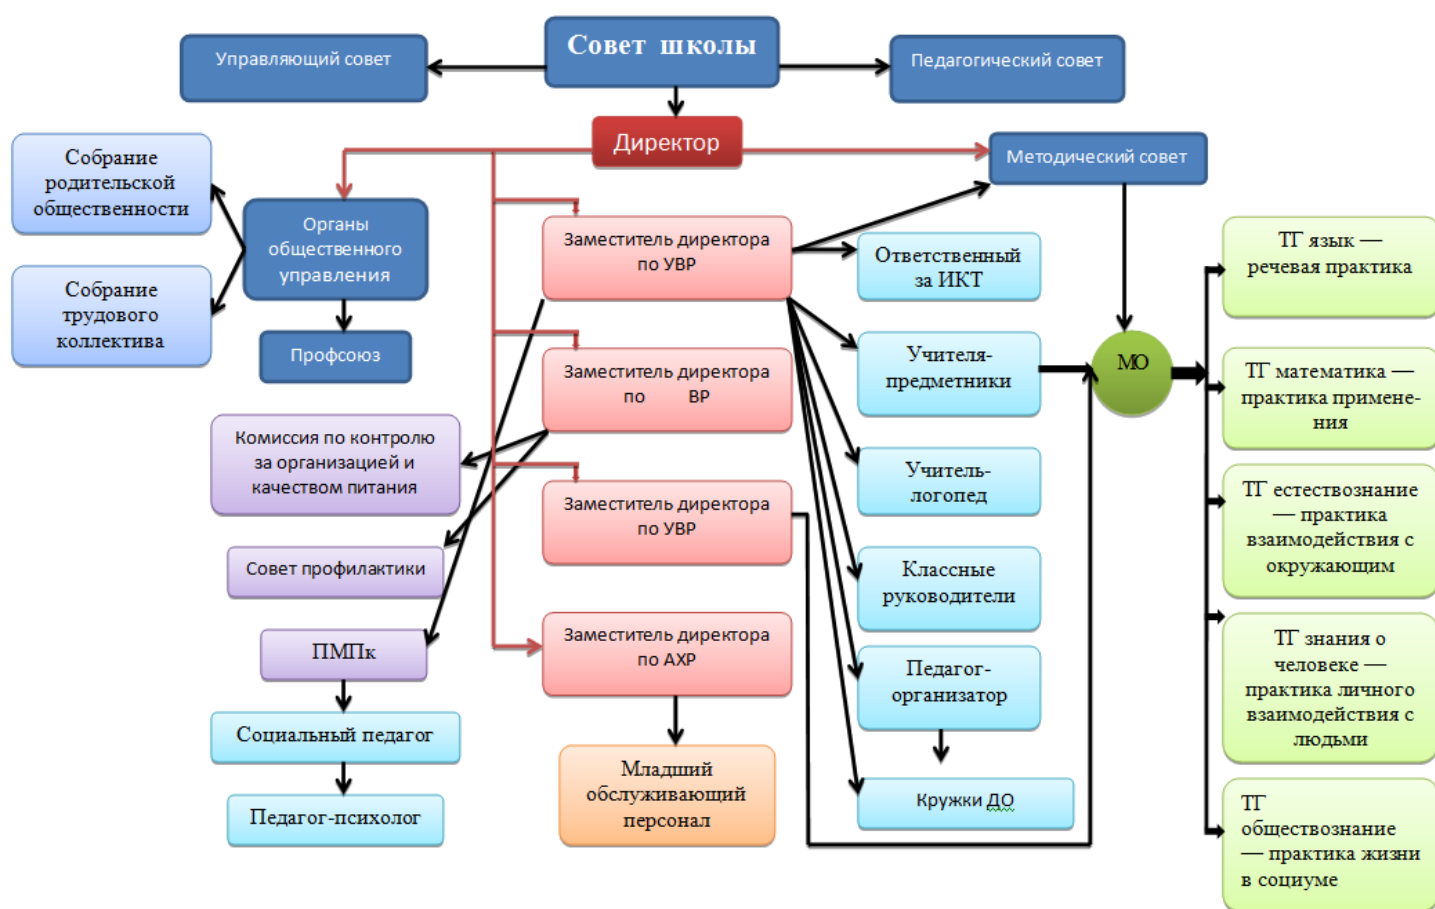 Совет школы
Управляющий совет
Педагогический совет
Директор
Методический совет
Собрание
родительской
общественности
Органы
общественного
управления
Собрание
трудового
коллектива
Профсоюз
Заместитель директора
по УВР
Заместитель директора
по ВР
Заместитель директора
по УВР
Заместитель директора
по АХР
Младший
обслуживающий
персонал
Комиссия по контролю
за организацией и
качеством питания
Совет профилактики
ПМПк
Социальный педагог
Педагог-психолог
Ответственный
за ИКТ
Учителя-
предметники
Учитель-
логопед
Классные
руководители
Педагог-
организатор
Кружки ДО
МО
ТГ язык —
речевая практика
ТГ математика —
практика примене-
ния
ТГ естествознание
— практика
взаимодействия с
окружающим
ТГ знания о
человеке —
практика личного
взаимодействия с
людьми
ТГ
обществознание
— практика жизни
в социуме